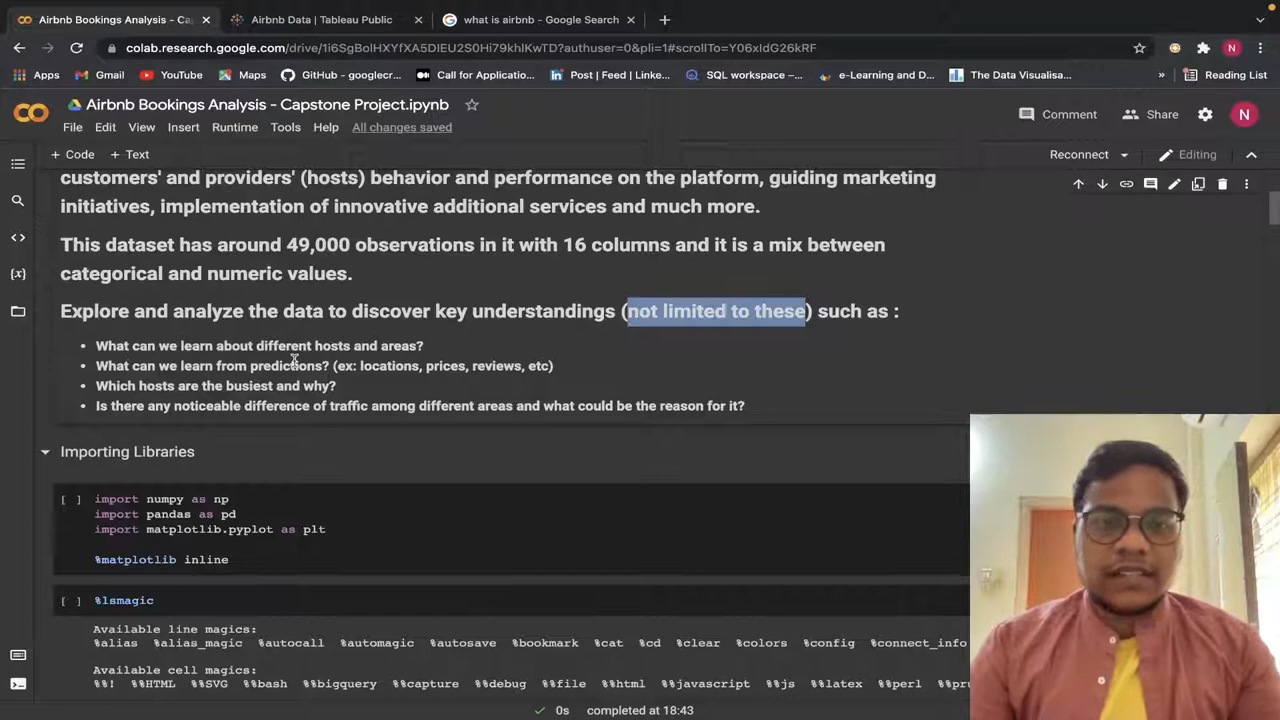 Airbnb Bookings Analysis - Ca
Airbnb Data | Tableau Public
what is airbnb - Google Search
colab.research.google.com/drive/1i6SgBolHXYfXA5DIEU2S0Hi79khlKwTD?authuser=0&pli=1#scrollTo=Y06xIdG26kRF
N
Apps
Gmail
YouTube
Maps
GitHub - googlecr...
Call for Applicatio...
Post | Feed | Linke...
SQL workspace –...
e-Learning and D...
The Data Visualisa...
»
Reading List
Airbnb Bookings Analysis - Capstone Project.ipynb
Comment
Share
N
File Edit View Insert Runtime Tools Help All changes saved
+ Code + Text
Reconnect
Editing
customers' and providers' (hosts) behavior and performance on the platform, guiding marketing
initiatives, implementation of innovative additional services and much more.
This dataset has around 49,000 observations in it with 16 columns and it is a mix between
categorical and numeric values.
Explore and analyze the data to discover key understandings (not limited to these) such as :
• What can we learn about different hosts and areas?
• What can we learn from predictions? (ex: locations, prices, reviews, etc)
• Which hosts are the busiest and why?
• Is there any noticeable difference of traffic among different areas and what could be the reason for it?
Importing Libraries
[ ] import numpy as np
import pandas as pd
import matplotlib.pyplot as plt
%matplotlib inline
[ ] %lsmagic
Available line magics:
%alias %alias_magic %autocall %automagic %autosave %bookmark %cat %cd %clear %colors %config %connect_info
Available cell magics:
%%! %%HTML %%SVG %%bash %%bigquery %%capture %%debug %%file %%html %%javascript %%js %%latex %%perl %%pru
0s completed at 18:43